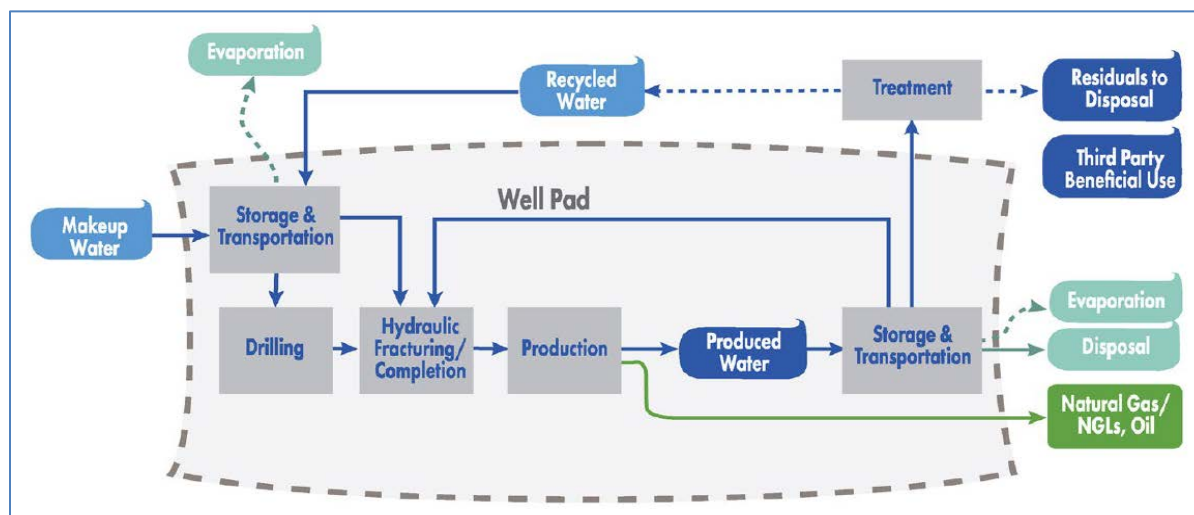 Evaporation
Recycled
Water
Treatment
Residuals to
Disposal
Third Party
Beneficial Use
Well Pad
Makeup
Water
Storage &
Transportation
Drilling
Hydraulic
Fracturing/
Completion
Production
Produced
Water
Storage &
Transportation
Evaporation
Disposal
Natural Gas/
NGLs, Oil